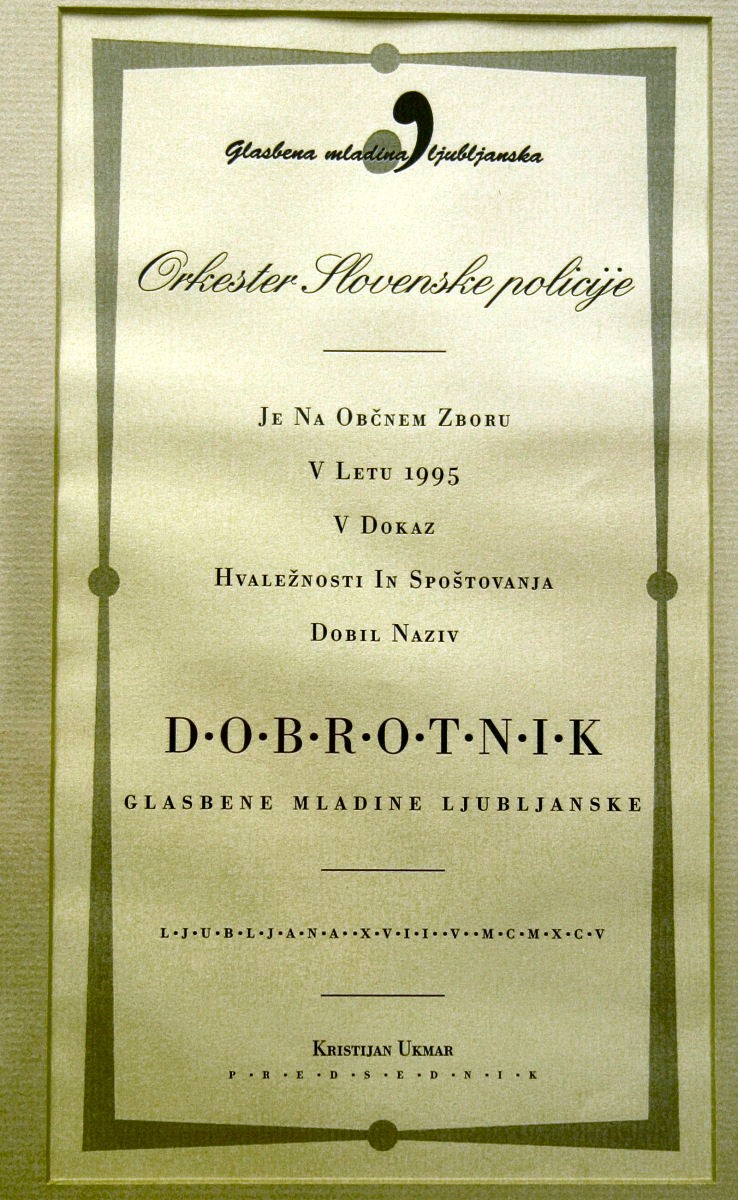 Glasbena mladina ljubljanska
Orkester Slovenske policije
Je Na Občnem Zboru
V Letu 1995
V Dokaz
Hvaležnosti In Spoštovanja
Dobil Naziv
D•O•B•R•O•T•N•I•K
GLASBENE MLADINE LJUBLJANSKE
L•J•U•B•L•J•A•N•A••X•V•I•I••V••M•C•M•X•C•V
Kristijan Ukmar
P•R•E•D•S•E•D•N•I•K